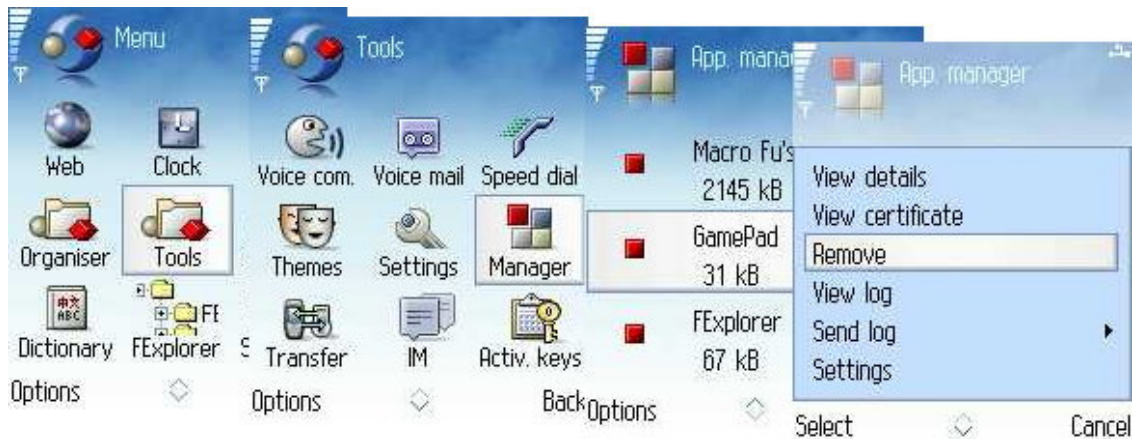 Menu
Web Clock
Organiser Tools
Dictionary FExplorer
Options
Tools
Voice com. Voice mail Speed dial
Themes Settings Manager
Transfer IM Activ. keys
Options Back
App. mana
Macro Fu's
2145 kB
GamePad
31 kB
FExplorer
67 kB
Options
App. manager
View details
View certificate
Remove
View log
Send log
Settings
Select Cancel